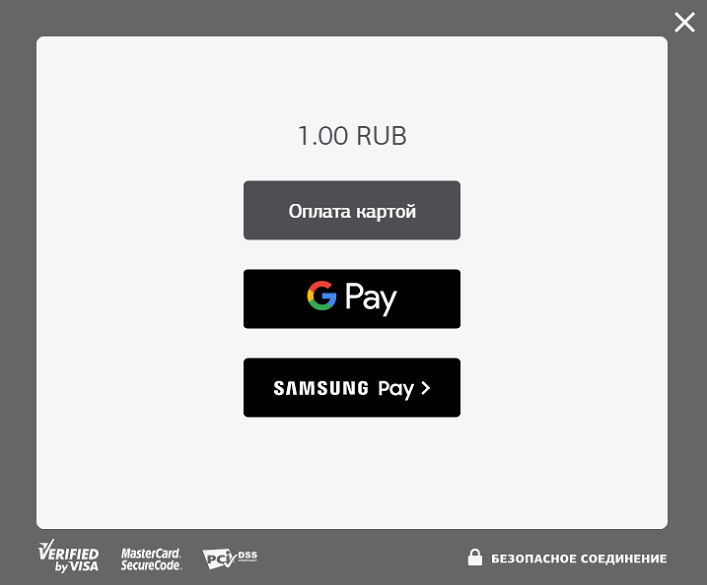 1.00 RUB
Оплата картой
G Pay
SAMSUNG Pay
VERIFIED
by VISA
MasterCard
SecureCode
PCI DSS
БЕЗОПАСНОЕ СОЕДИНЕНИЕ